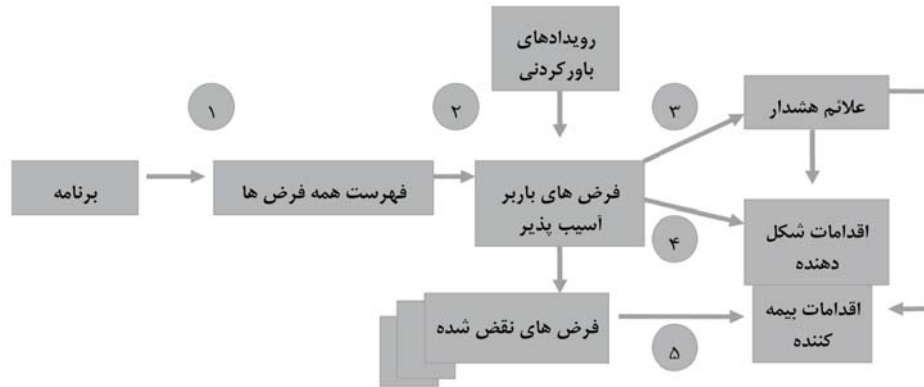 رویدادهای
باورکردنی
۱
۲
۳
علائم هشدار
برنامه
فهرست همه فرض ها
فرض های باربر
آسیب پذیر
۴
اقدامات شکل
دهنده
فرض های نقض شده
۵
اقدامات بیمه
کننده